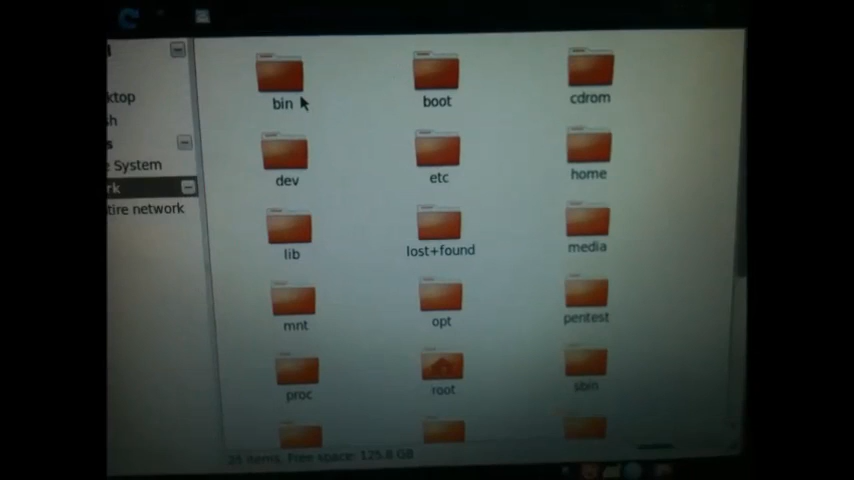 bin boot cdrom
ktop
h
s
dev etc home
e System
rk
tire network
lib lost+found media
mnt opt pentest
proc root sbin
26 items, Free space: 125.8 GB